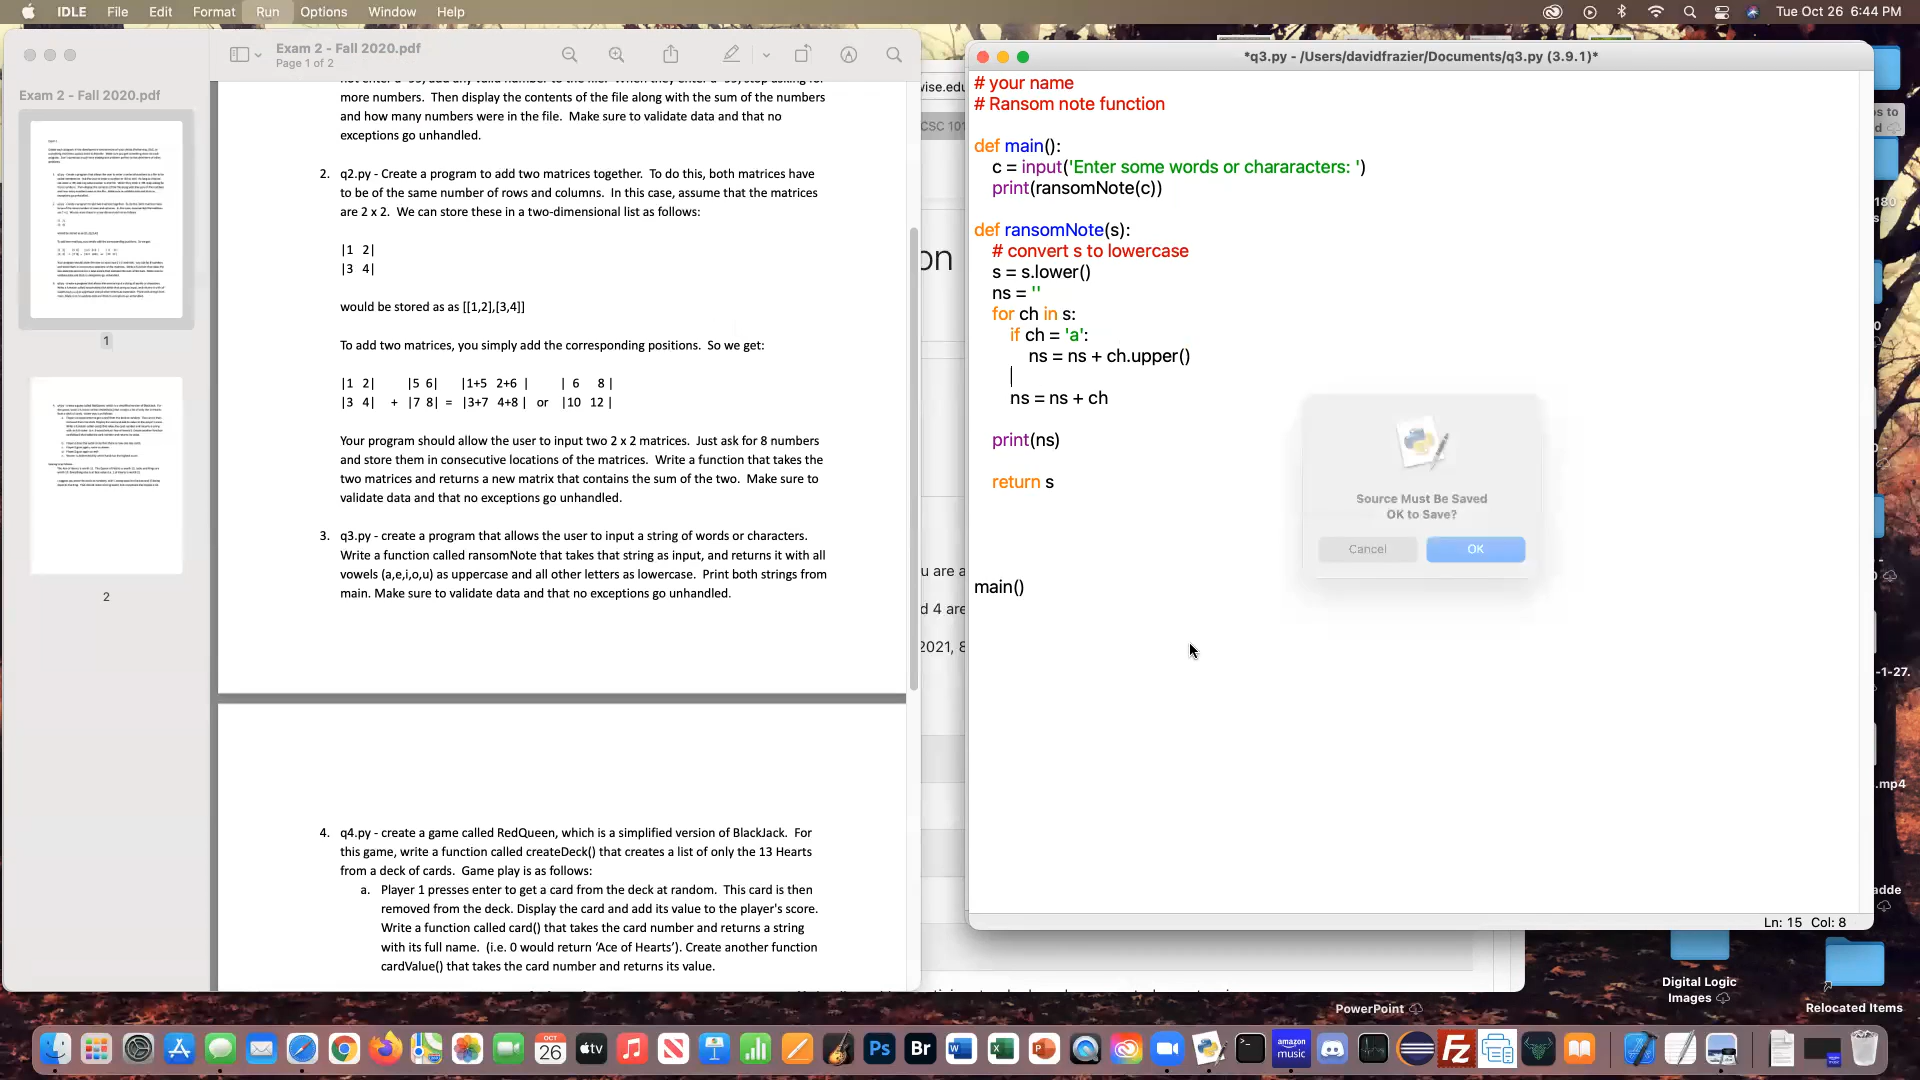 IDLE File Edit Format Run Options Window Help
Tue Oct 26 6:44 PM
Exam 2 - Fall 2020.pdf
Page 1 of 2
Exam 2 - Fall 2020.pdf
1
2
more numbers. Then display the contents of the file along with the sum of the numbers
and how many numbers were in the file. Make sure to validate data and that no
exceptions go unhandled.
2. q2.py - Create a program to add two matrices together. To do this, both matrices have
to be of the same number of rows and columns. In this case, assume that the matrices
are 2 x 2. We can store these in a two-dimensional list as follows:
|1 2|
|3 4|
would be stored as as [[1,2],[3,4]]
To add two matrices, you simply add the corresponding positions. So we get:
|1 2| |5 6| |1+5 2+6 | | 6 8 |
|3 4| + |7 8| = |3+7 4+8 | or |10 12 |
Your program should allow the user to input two 2 x 2 matrices. Just ask for 8 numbers
and store them in consecutive locations of the matrices. Write a function that takes the
two matrices and returns a new matrix that contains the sum of the two. Make sure to
validate data and that no exceptions go unhandled.
3. q3.py - create a program that allows the user to input a string of words or characters.
Write a function called ransomNote that takes that string as input, and returns it with all
vowels (a,e,i,o,u) as uppercase and all other letters as lowercase. Print both strings from
main. Make sure to validate data and that no exceptions go unhandled.
4. q4.py - create a game called RedQueen, which is a simplified version of BlackJack. For
this game, write a function called createDeck() that creates a list of only the 13 Hearts
from a deck of cards. Game play is as follows:
a. Player 1 presses enter to get a card from the deck at random. This card is then
removed from the deck. Display the card and add its value to the player's score.
Write a function called card() that takes the card number and returns a string
with its full name. (i.e. 0 would return ‘Ace of Hearts’). Create another function
cardValue() that takes the card number and returns its value.
wise.edu
CSC 101
on
u are a
d 4 are
2021, 8
*q3.py - /Users/davidfrazier/Documents/q3.py (3.9.1)*
# your name
# Ransom note function
def main():
c = input('Enter some words or chararacters: ')
print(ransomNote(c))
def ransomNote(s):
# convert s to lowercase
s = s.lower()
ns = ''
for ch in s:
if ch = 'a':
ns = ns + ch.upper()
ns = ns + ch
print(ns)
return s
main()
Source Must Be Saved
OK to Save?
Cancel OK
Ln: 15 Col: 8
-1-27.
.mp4
Digital Logic
Images
PowerPoint
Relocated Items
OCT
26
tv
Ps
Br
W
X
P
amazon
music
Fz